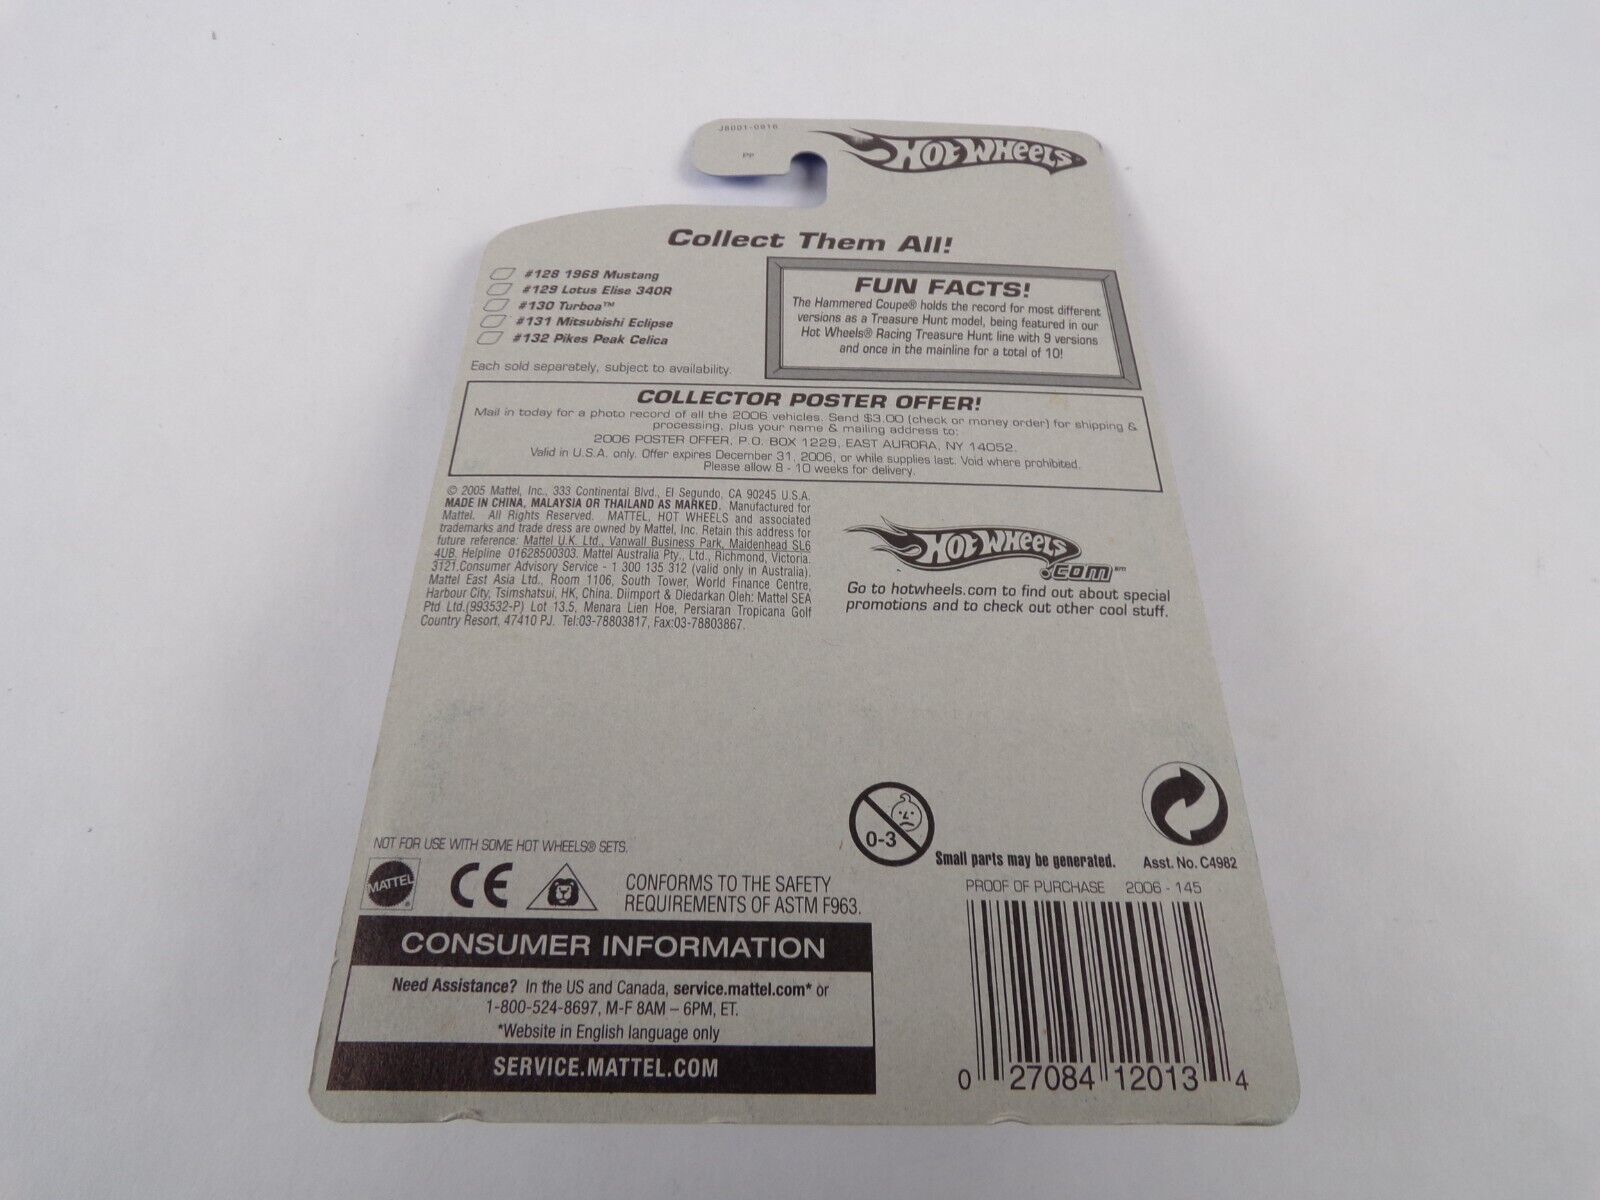 J8001-0916
PP
HOT WHEELS
Collect Them All!
#128 1968 Mustang
#129 Lotus Elise 340R
#130 Turboa™
#131 Mitsubishi Eclipse
#132 Pikes Peak Celica
Each sold separately, subject to availability.
FUN FACTS!
The Hammered Coupe® holds the record for most different
versions as a Treasure Hunt model, being featured in our
Hot Wheels® Racing Treasure Hunt line with 9 versions
and once in the mainline for a total of 10!
COLLECTOR POSTER OFFER!
Mail in today for a photo record of all the 2006 vehicles. Send $3.00 (check or money order) for shipping &
processing, plus your name & mailing address to:
2006 POSTER OFFER, P.O. BOX 1229, EAST AURORA, NY 14052.
Valid in U.S.A. only. Offer expires December 31, 2006, or while supplies last. Void where prohibited.
Please allow 8 - 10 weeks for delivery.
© 2005 Mattel, Inc., 333 Continental Blvd., El Segundo, CA 90245 U.S.A.
MADE IN CHINA, MALAYSIA OR THAILAND AS MARKED. Manufactured for
Mattel. All Rights Reserved. MATTEL, HOT WHEELS and associated
trademarks and trade dress are owned by Mattel, Inc. Retain this address for
future reference: Mattel U.K. Ltd., Vanwall Business Park, Maidenhead SL6
4UB. Helpline 01628500303. Mattel Australia Pty., Ltd., Richmond, Victoria.
3121.Consumer Advisory Service - 1 300 135 312 (valid only in Australia).
Mattel East Asia Ltd., Room 1106, South Tower, World Finance Centre,
Harbour City, Tsimshatsui, HK, China. Diimport & Diedarkan Oleh: Mattel SEA
Ptd Ltd.(993532-P) Lot 13.5, Menara Lien Hoe, Persiaran Tropicana Golf
Country Resort, 47410 PJ. Tel:03-78803817, Fax:03-78803867.
HOT WHEELS
.COM℠
Go to hotwheels.com to find out about special
promotions and to check out other cool stuff.
NOT FOR USE WITH SOME HOT WHEELS® SETS.
MATTEL®
CE
CONFORMS TO THE SAFETY
REQUIREMENTS OF ASTM F963.
0-3
Small parts may be generated.
Asst. No. C4982
PROOF OF PURCHASE 2006 - 145
CONSUMER INFORMATION
Need Assistance? In the US and Canada, service.mattel.com* or
1-800-524-8697, M-F 8AM – 6PM, ET.
*Website in English language only
SERVICE.MATTEL.COM
0 27084 12013 4